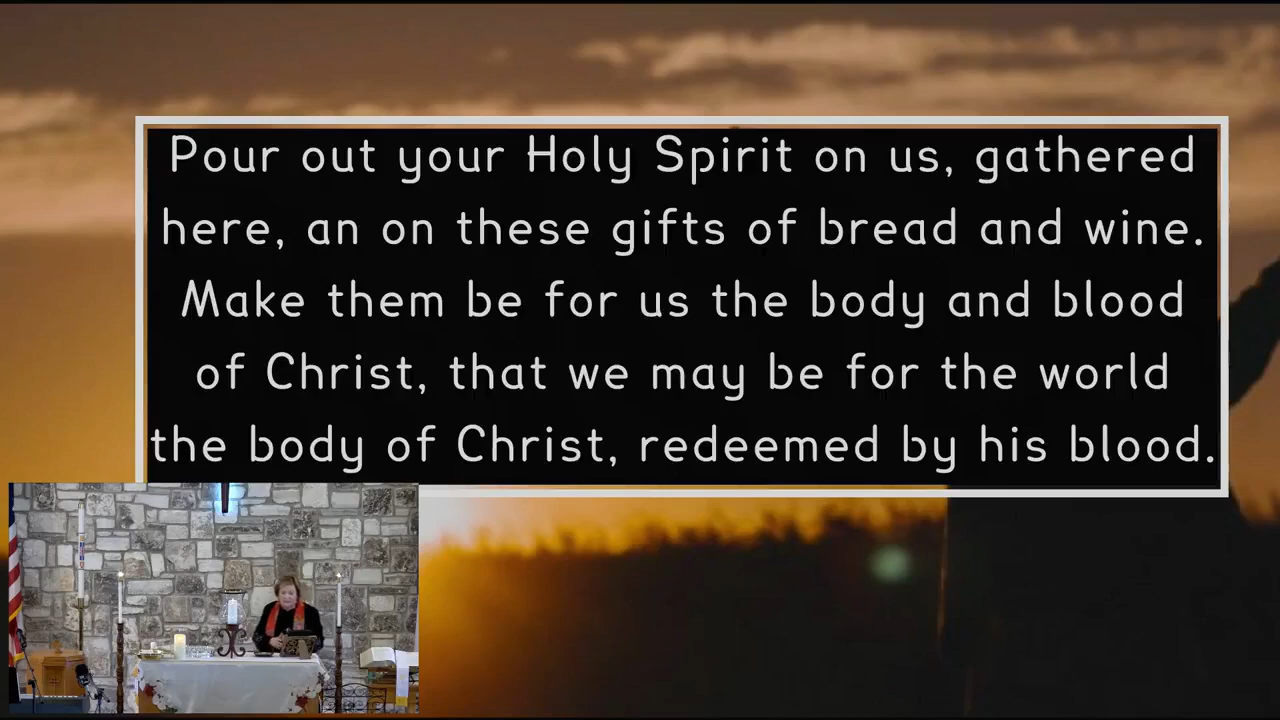 Pour out your Holy Spirit on us, gathered
here, an on these gifts of bread and wine.
Make them be for us the body and blood
of Christ, that we may be for the world
the body of Christ, redeemed by his blood.